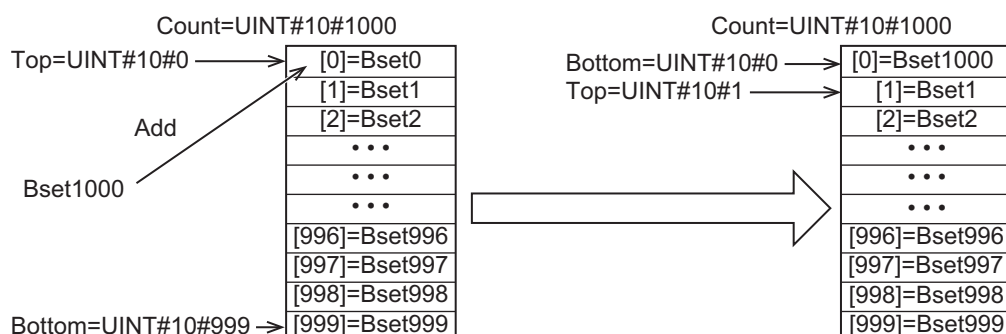 Count=UINT#10#1000
Top=UINT#10#0
[0]=Bset0
[1]=Bset1
[2]=Bset2
•••
•••
•••
[996]=Bset996
[997]=Bset997
[998]=Bset998
[999]=Bset999
Add
Bset1000
Bottom=UINT#10#999
Count=UINT#10#1000
Bottom=UINT#10#0
Top=UINT#10#1
[0]=Bset1000
[1]=Bset1
[2]=Bset2
•••
•••
•••
[996]=Bset996
[997]=Bset997
[998]=Bset998
[999]=Bset999